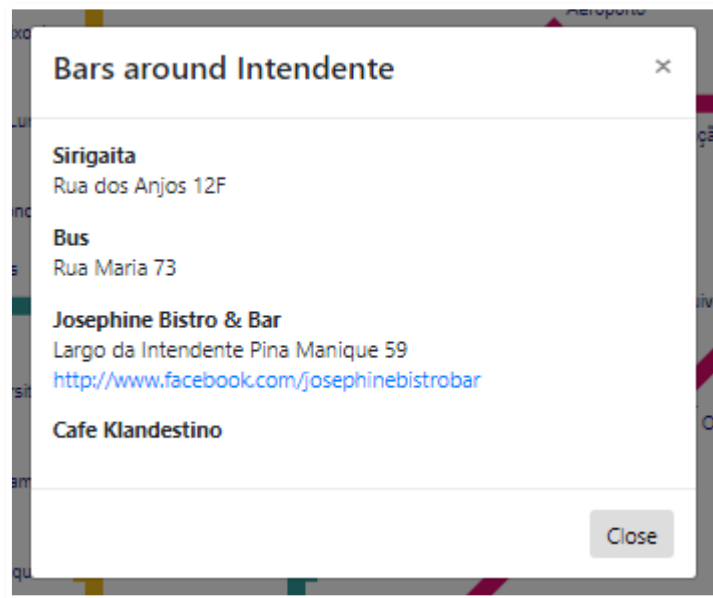 Aeroporto
Bars around Intendente
×
Sirigaita
Rua dos Anjos 12F
Bus
Rua Maria 73
Josephine Bistro & Bar
Largo da Intendente Pina Manique 59
http://www.facebook.com/josephinebistrobar
Cafe Klandestino
Close